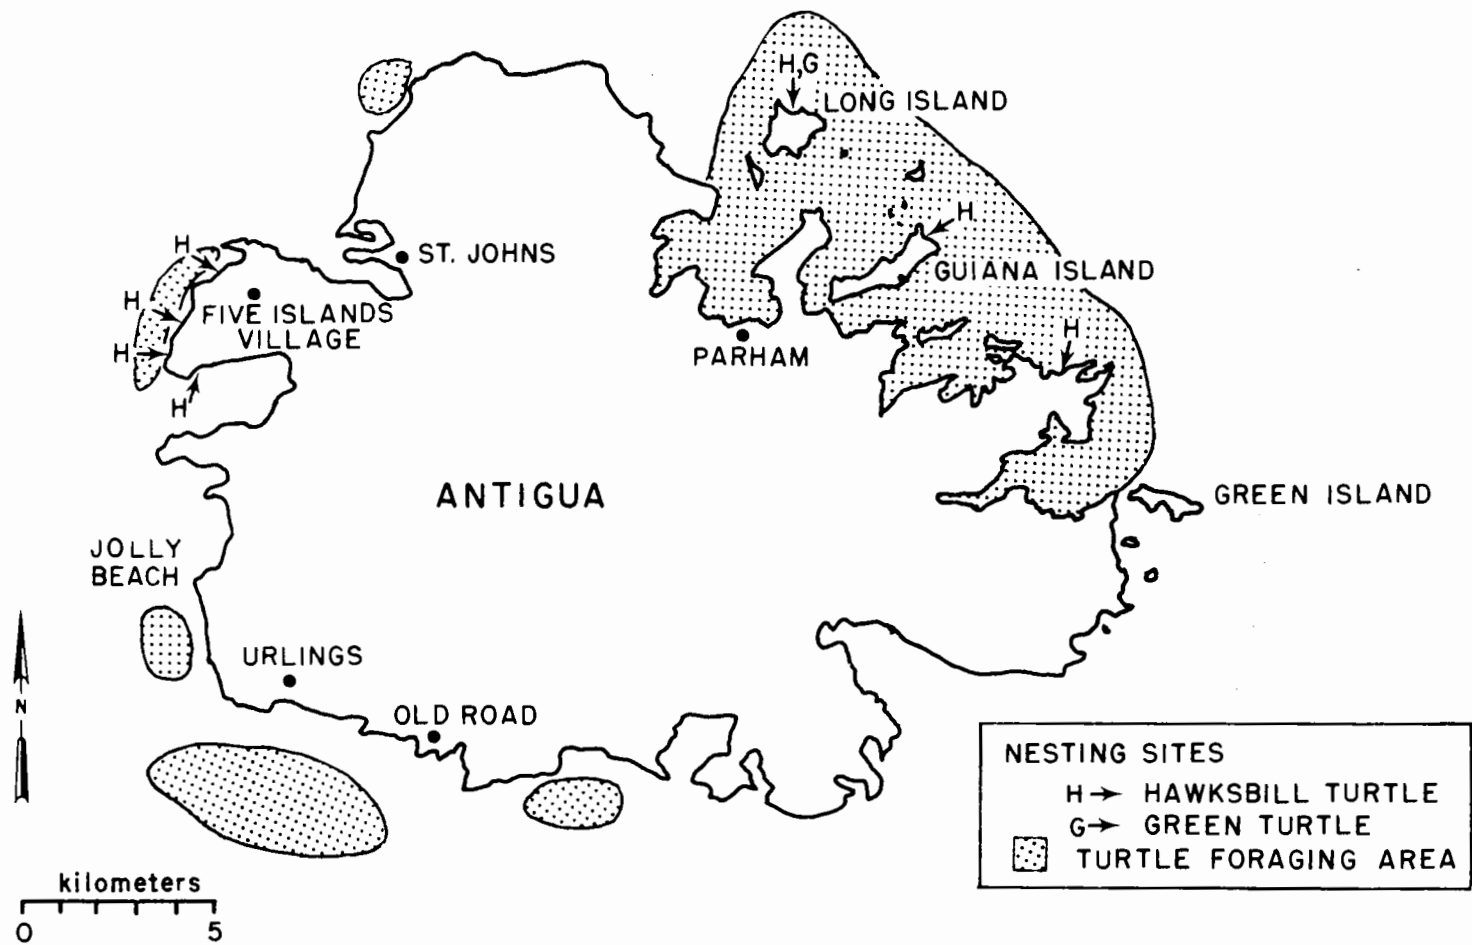 H,G
LONG ISLAND
H
GUIANA ISLAND
H
ST. JOHNS
H
FIVE ISLANDS
VILLAGE
H
H
PARHAM
H
H
ANTIGUA
GREEN ISLAND
JOLLY
BEACH
URLINGS
N
OLD ROAD
NESTING SITES
H→ HAWKSBILL TURTLE
G→ GREEN TURTLE
TURTLE FORAGING AREA
kilometers
0 5